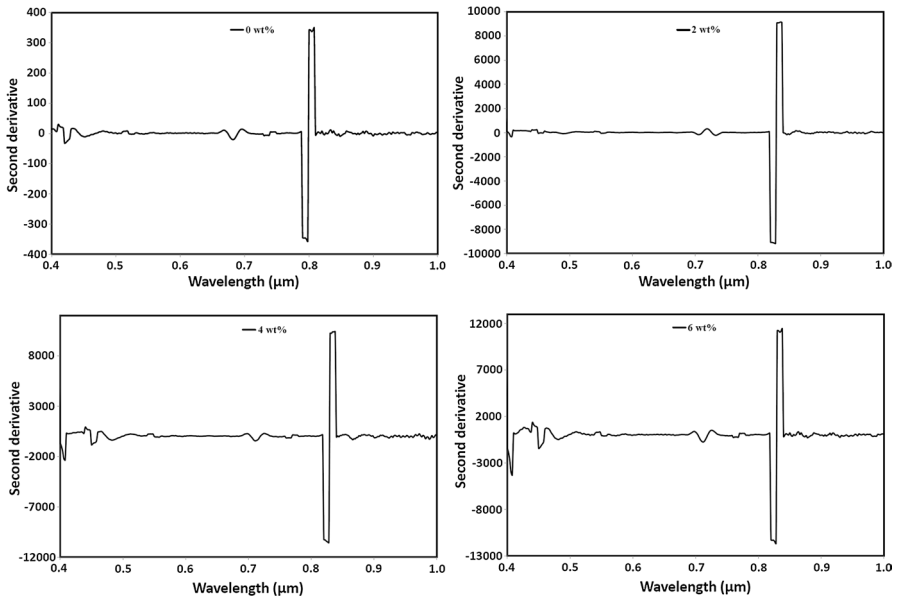 400
300
200
100
0
-100
-200
-300
-400
Second derivative
0 wt%
0.4 0.5 0.6 0.7 0.8 0.9 1.0
Wavelength (µm)
10000
8000
6000
4000
2000
0
-2000
-4000
-6000
-8000
-10000
Second derivative
2 wt%
0.4 0.5 0.6 0.7 0.8 0.9 1.0
Wavelength (µm)
8000
3000
-2000
-7000
-12000
Second derivative
4 wt%
0.4 0.5 0.6 0.7 0.8 0.9 1.0
Wavelength (µm)
12000
7000
2000
-3000
-8000
-13000
Second derivative
6 wt%
0.4 0.5 0.6 0.7 0.8 0.9 1.0
Wavelength (µm)